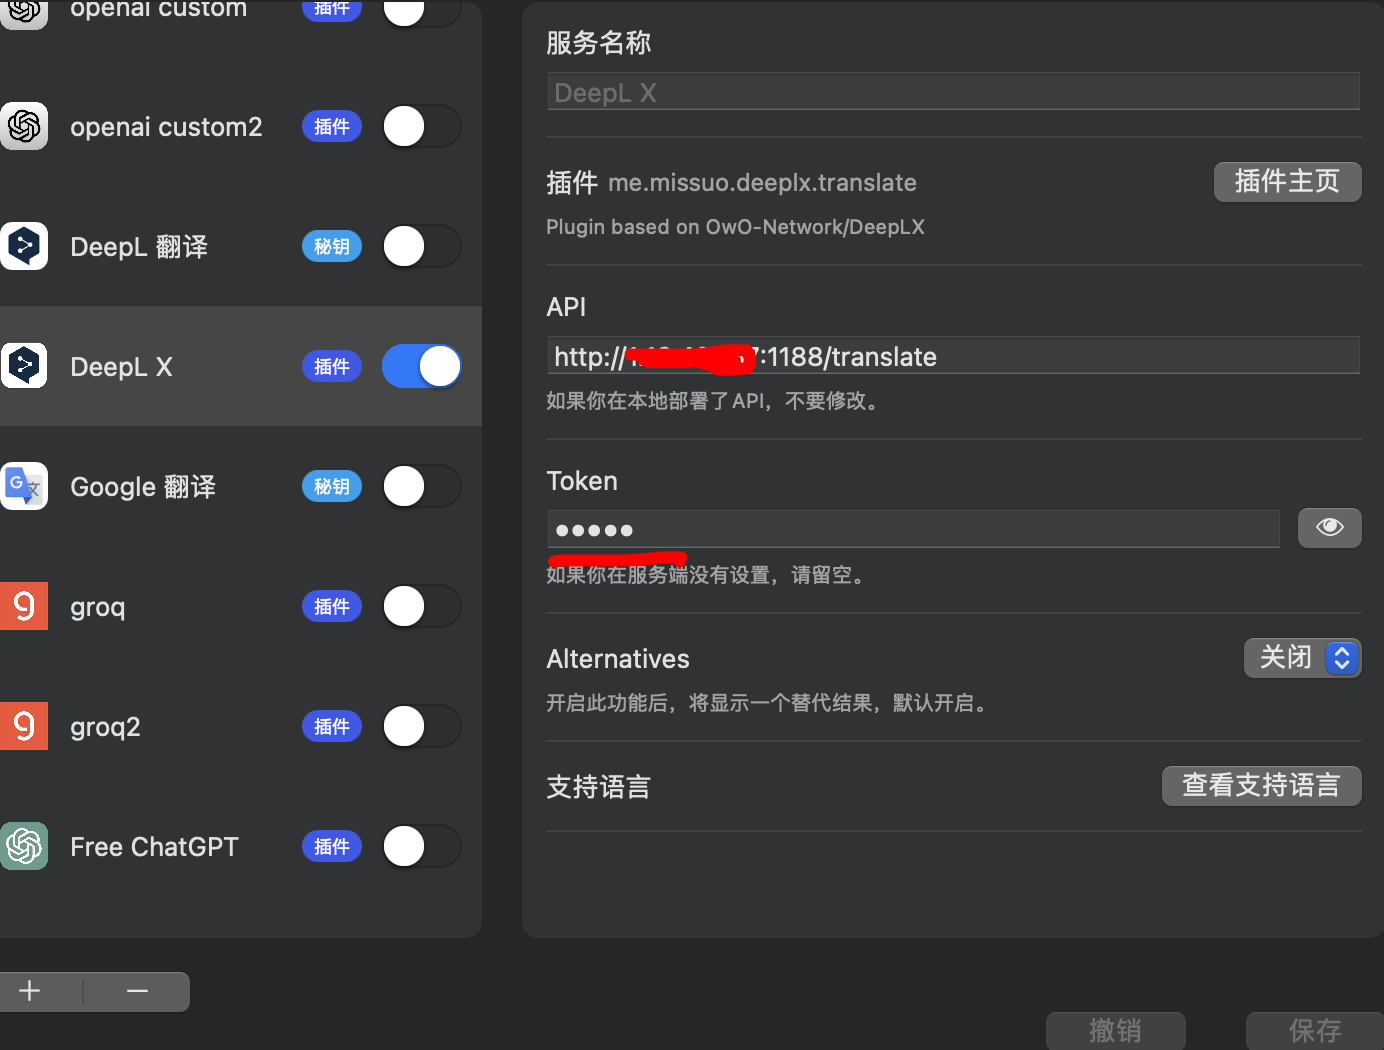 openai custom 插件
openai custom2 插件
DeepL 翻译 秘钥
DeepL X 插件
Google 翻译 秘钥
groq 插件
groq2 插件
Free ChatGPT 插件
服务名称
DeepL X
插件 me.missuo.deeplx.translate 插件主页
Plugin based on OwO-Network/DeepLX
API
http:// :1188/translate
如果你在本地部署了API，不要修改。
Token
•••••
如果你在服务端没有设置，请留空。
Alternatives 关闭
开启此功能后，将显示一个替代结果，默认开启。
支持语言 查看支持语言
撤销 保存